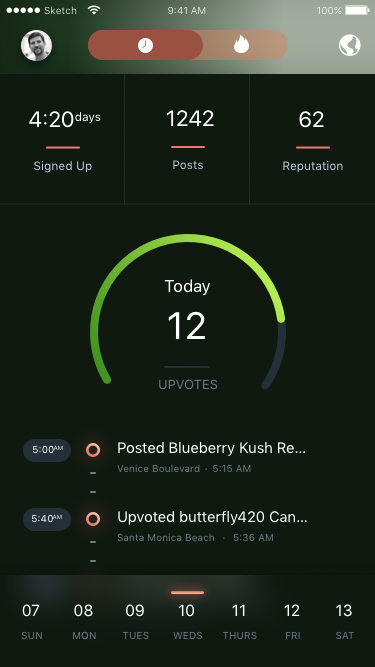 Sketch 9:41 AM 100%
4:20days 1242 62
Signed Up Posts Reputation
Today
12
UPVOTES
5:00AM Posted Blueberry Kush Re...
Venice Boulevard · 5:15 AM
5:40AM Upvoted butterfly420 Can...
Santa Monica Beach · 5:36 AM
07 08 09 10 11 12 13
SUN MON TUES WEDS THURS FRI SAT